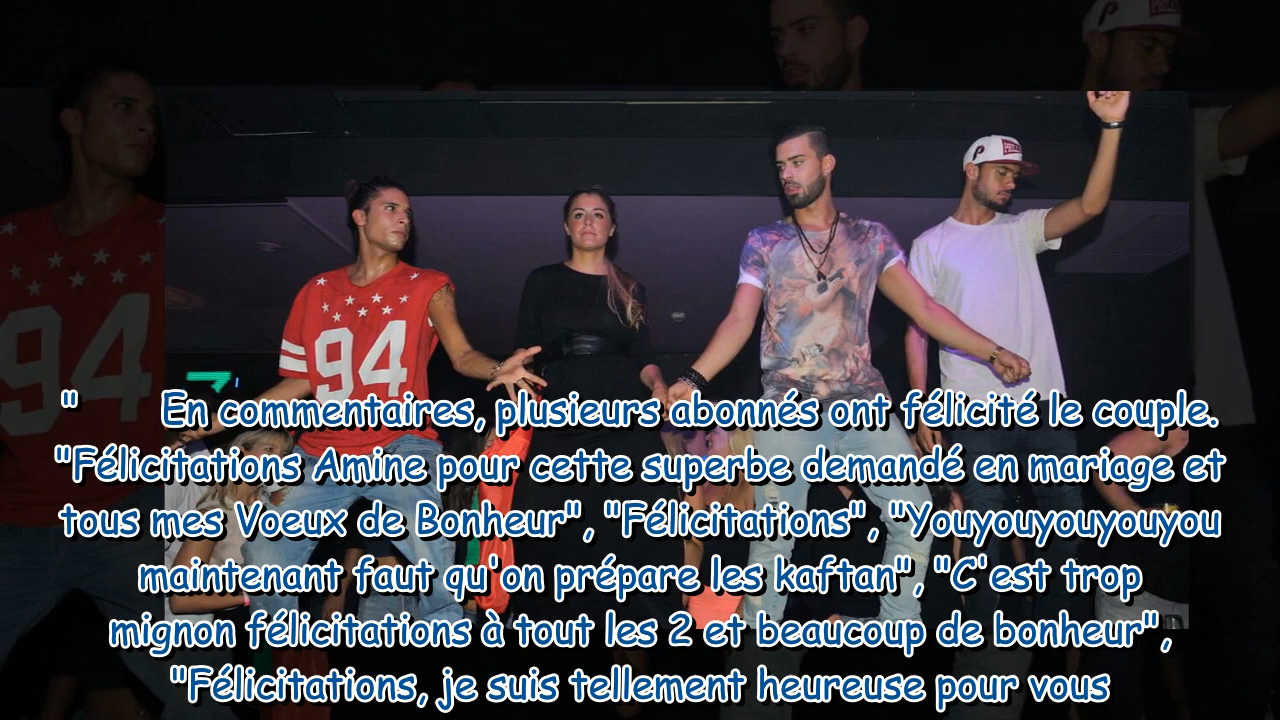 "        En commentaires, plusieurs abonnés ont félicité le couple.
"Félicitations Amine pour cette superbe demandé en mariage et
tous mes Voeux de Bonheur", "Félicitations", "Youyouyouyouyou
maintenant faut qu'on prépare les kaftan", "C'est trop
mignon félicitations à tout les 2 et beaucoup de bonheur",
"Félicitations, je suis tellement heureuse pour vous
94
94
P